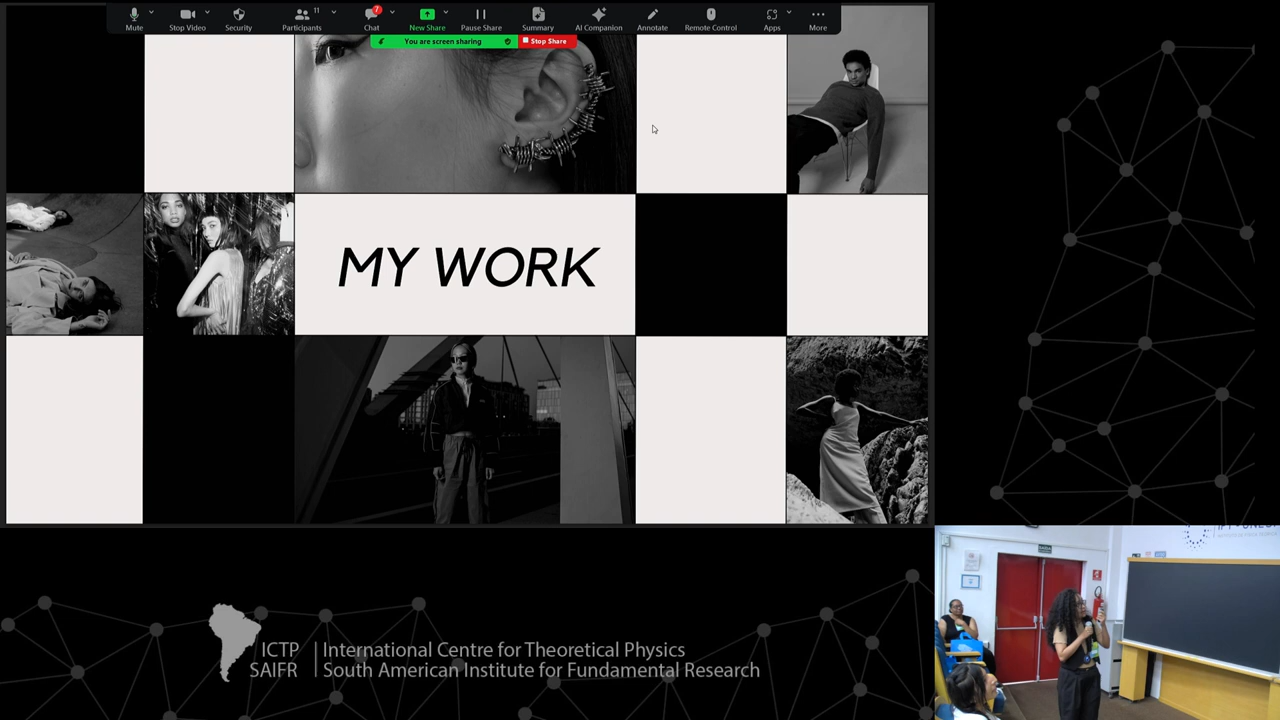 Mute
Stop Video
Security
Participants
11
Chat
7
New Share
Pause Share
Summary
AI Companion
Annotate
Remote Control
Apps
More
You are screen sharing
Stop Share
MY WORK
ICTP
SAIFR
International Centre for Theoretical Physics
South American Institute for Fundamental Research